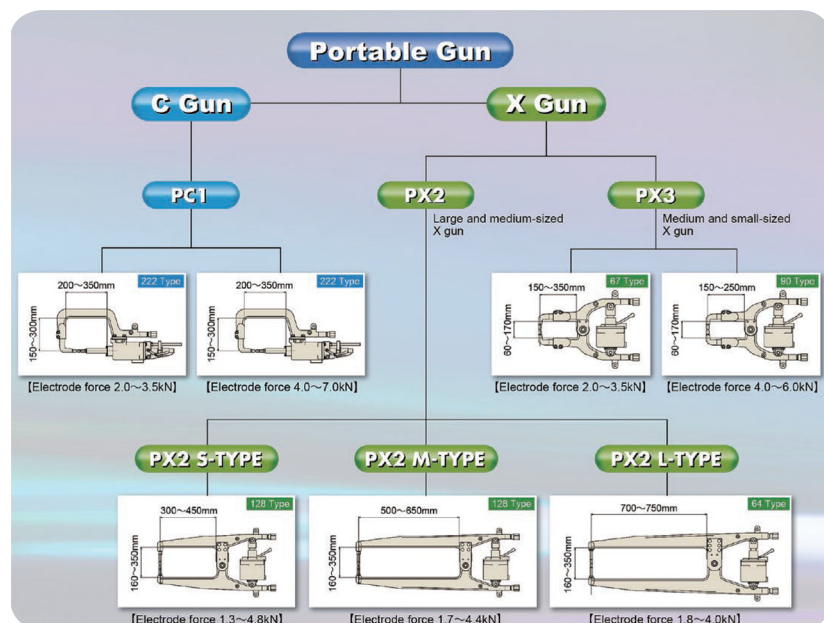 Portable Gun
C Gun
X Gun
PC1
PX2
Large and medium-sized
X gun
PX3
Medium and small-sized
X gun
222 Type
200～350mm
150～300mm
【Electrode force 2.0～3.5kN】
222 Type
200～350mm
150～300mm
【Electrode force 4.0～7.0kN】
67 Type
150～350mm
60～170mm
【Electrode force 2.0～3.5kN】
90 Type
150～250mm
60～170mm
【Electrode force 4.0～6.0kN】
PX2 S-TYPE
128 Type
300～450mm
160～350mm
【Electrode force 1.3～4.8kN】
PX2 M-TYPE
128 Type
500～650mm
160～350mm
【Electrode force 1.7～4.4kN】
PX2 L-TYPE
64 Type
700～750mm
160～350mm
【Electrode force 1.8～4.0kN】